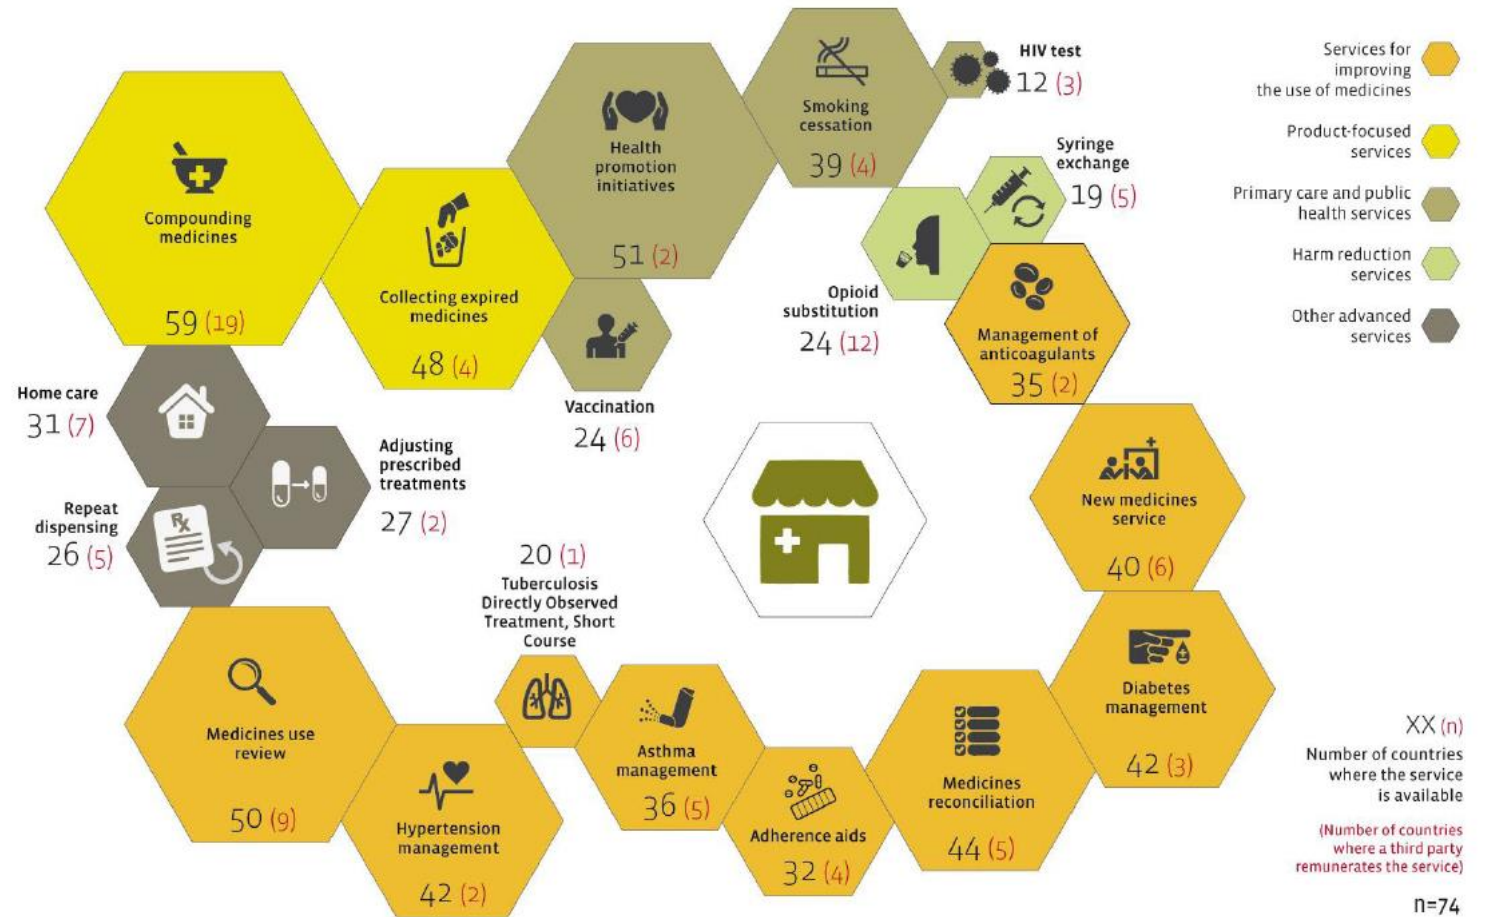 Compounding
medicines
59 (19)
Collecting expired
medicines
48 (4)
Health
promotion
initiatives
51 (2)
Smoking
cessation
39 (4)
HIV test
12 (3)
Syringe
exchange
19 (5)
Opioid
substitution
24 (12)
Vaccination
24 (6)
Management of
anticoagulants
35 (2)
New medicines
service
40 (6)
Diabetes
management
42 (3)
Medicines
reconciliation
44 (5)
Adherence aids
32 (4)
Asthma
management
36 (5)
20 (1)
Tuberculosis
Directly Observed
Treatment, Short
Course
Hypertension
management
42 (2)
Medicines use
review
50 (9)
Repeat
dispensing
26 (5)
Rx
Adjusting
prescribed
treatments
27 (2)
Home care
31 (7)
Services for
improving
the use of medicines
Product-focused
services
Primary care and public
health services
Harm reduction
services
Other advanced
services
XX (n)
Number of countries
where the service
is available
(Number of countries
where a third party
remunerates the service)
n=74